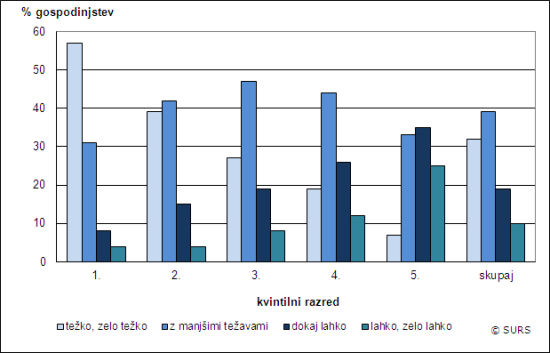 % gospodinjstev
60
50
40
30
20
10
0
1. 2. 3. 4. 5. skupaj
kvintilni razred
težko, zelo težko z manjšimi težavami dokaj lahko lahko, zelo lahko
© SURS